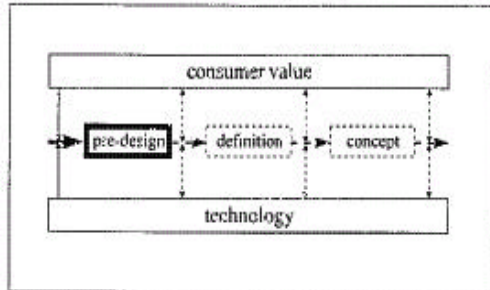 consumer value
pre-design
definition
concept
technology